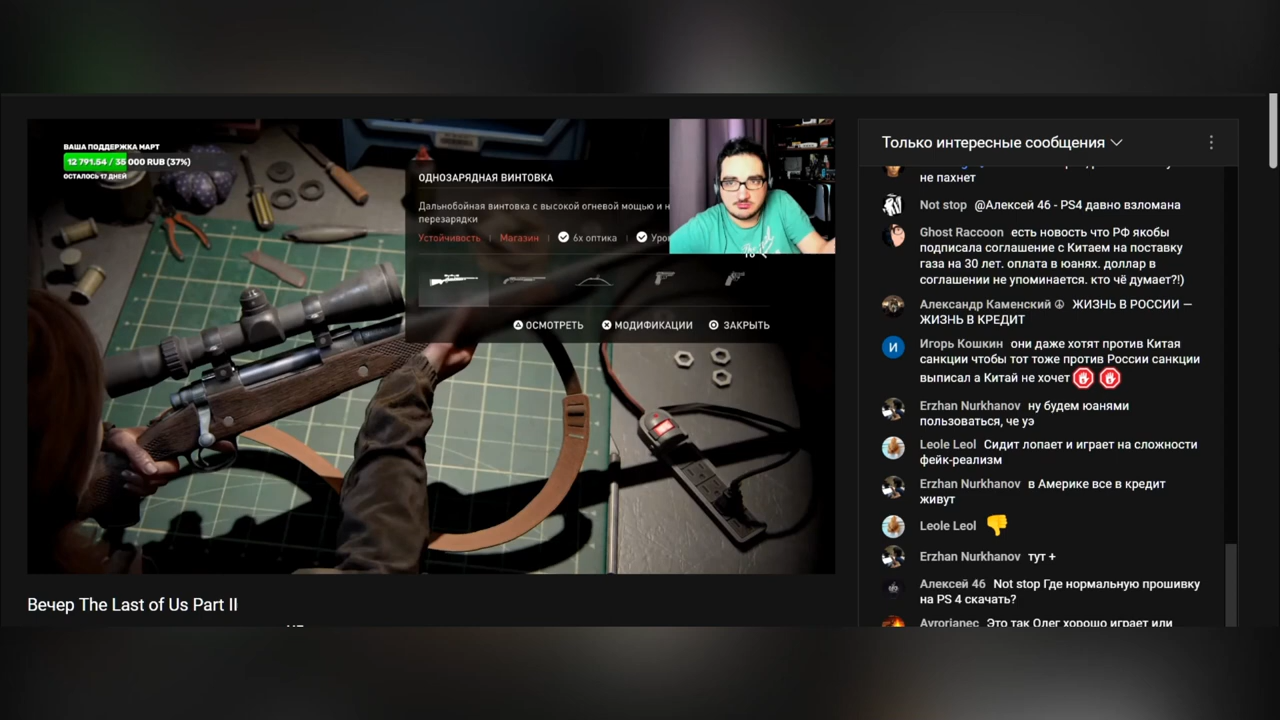 ВАША ПОДДЕРЖКА МАРТ
12 791.54 / 35 000 RUB (37%)
ОСТАЛОСЬ 17 ДНЕЙ
ОДНОЗАРЯДНАЯ ВИНТОВКА
Дальнобойная винтовка с высокой огневой мощью и н
перезарядки
Устойчивость | Магазин | 6x оптика | Уро
ОСМОТРЕТЬ МОДИФИКАЦИИ ЗАКРЫТЬ
Вечер The Last of Us Part II
Только интересные сообщения
не пахнет
Not stop @Алексей 46 - PS4 давно взломана
Ghost Raccoon есть новость что РФ якобы
подписала соглашение с Китаем на поставку
газа на 30 лет. оплата в юанях. доллар в
соглашении не упоминается. кто чё думает?!)
Александр Каменский ☮ ЖИЗНЬ В РОССИИ —
ЖИЗНЬ В КРЕДИТ
И
Игорь Кошкин они даже хотят против Китая
санкции чтобы тот тоже против России санкции
выписал а Китай не хочет
Erzhan Nurkhanov ну будем юанями
пользоваться, че уэ
Leole Leol Сидит лопает и играет на сложности
фейк-реализм
Erzhan Nurkhanov в Америке все в кредит
живут
Leole Leol 👎
Erzhan Nurkhanov тут +
Алексей 46 Not stop Где нормальную прошивку
на PS 4 скачать?
Avrorianec Это так Олег хорошо играет или